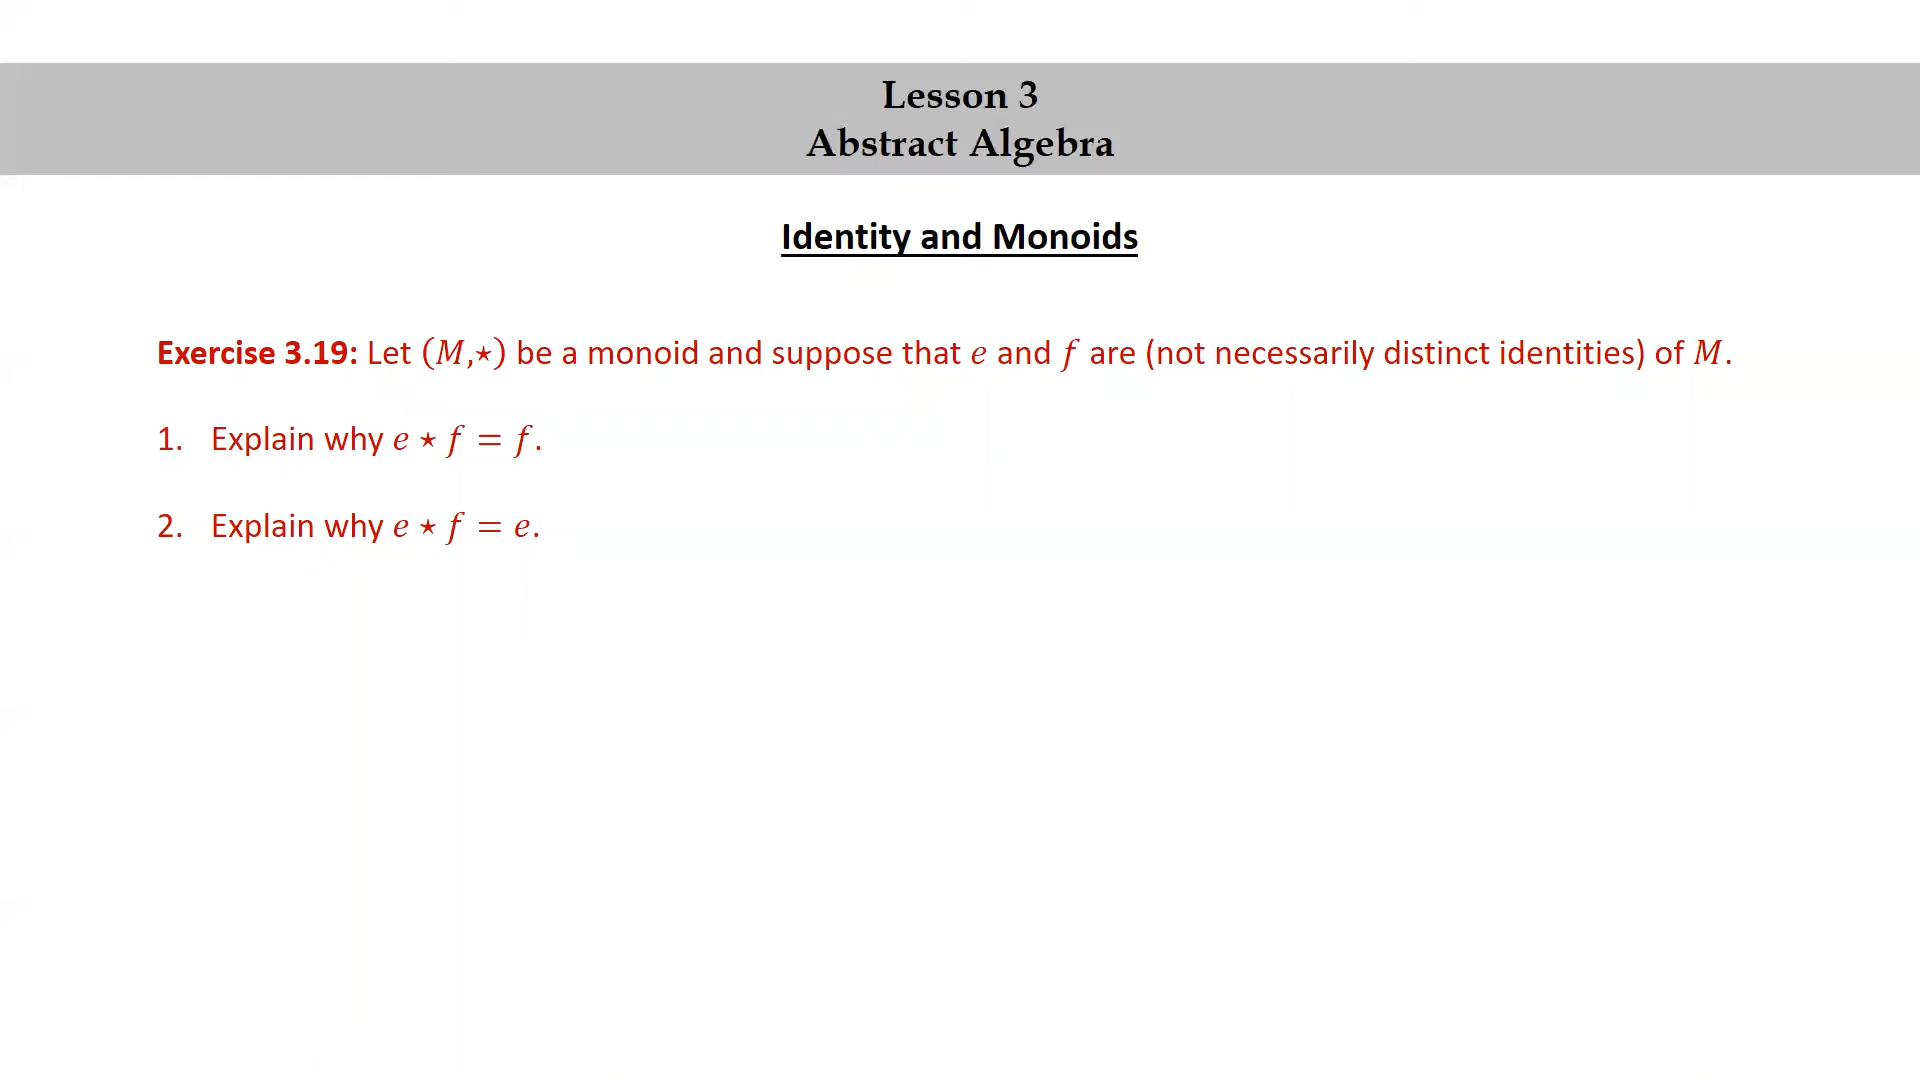 Lesson 3
Abstract Algebra
Identity and Monoids
Exercise 3.19: Let (M,⋆) be a monoid and suppose that e and f are (not necessarily distinct identities) of M.
1. Explain why e ⋆ f = f.
2. Explain why e ⋆ f = e.